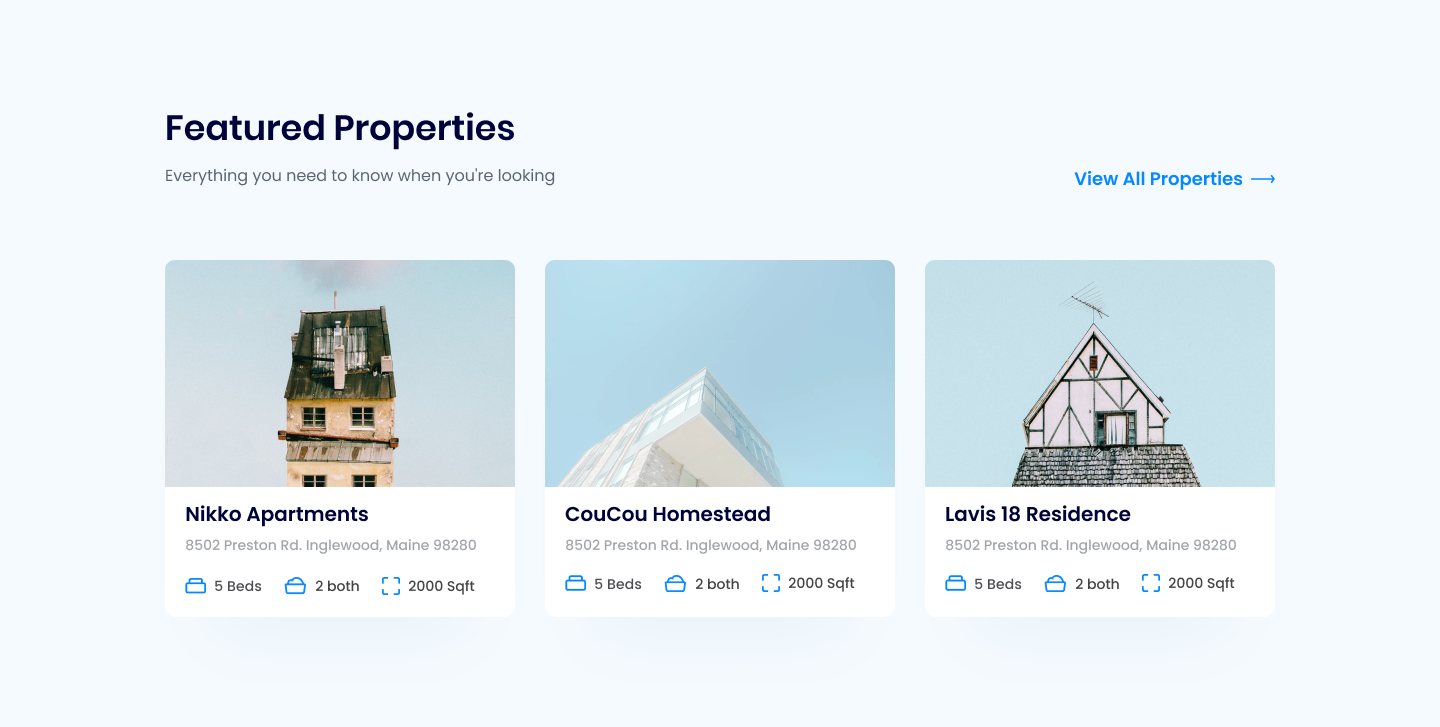 Featured Properties
Everything you need to know when you're looking
View All Properties
Nikko Apartments
8502 Preston Rd. Inglewood, Maine 98280
5 Beds 2 both 2000 Sqft
CouCou Homestead
8502 Preston Rd. Inglewood, Maine 98280
5 Beds 2 both 2000 Sqft
Lavis 18 Residence
8502 Preston Rd. Inglewood, Maine 98280
5 Beds 2 both 2000 Sqft